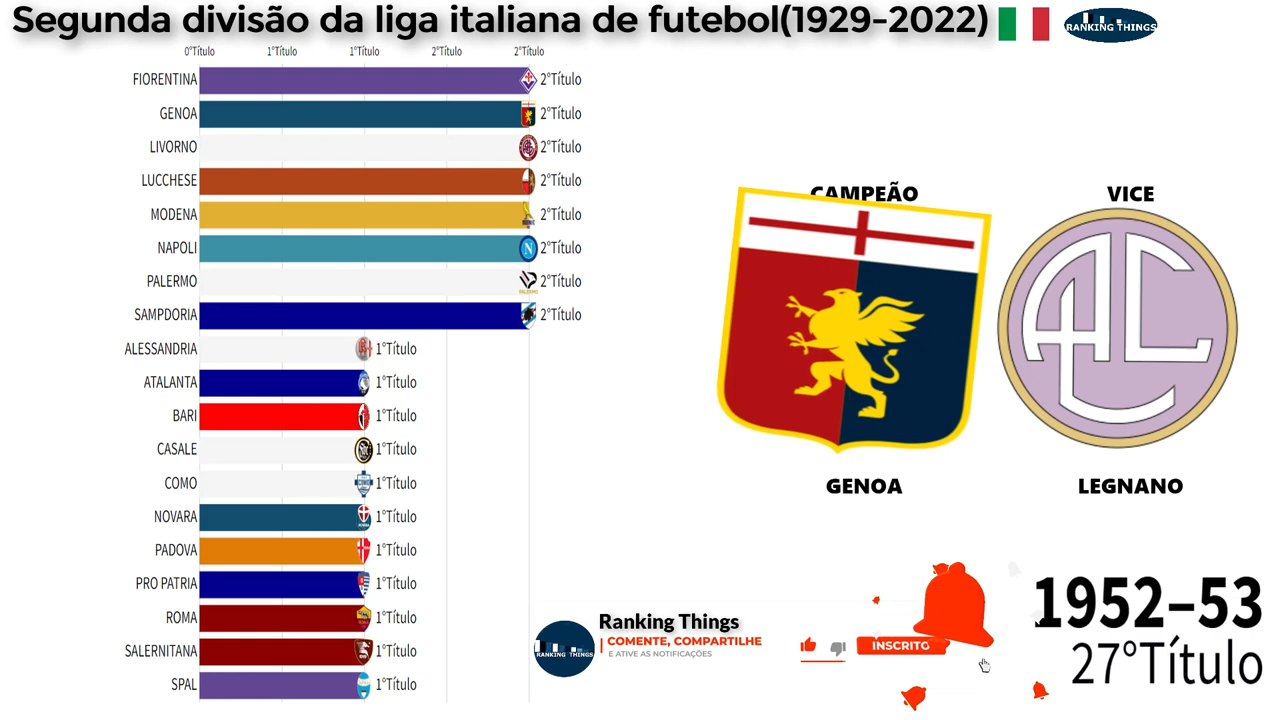 Segunda divisão da liga italiana de futebol(1929-2022)
RANKING THINGS
0°Título 1°Título 1°Título 2°Título 2°Título
FIORENTINA 2°Título
GENOA 2°Título
LIVORNO 2°Título
LUCCHESE 2°Título
MODENA 2°Título
NAPOLI 2°Título
PALERMO 2°Título
SAMPDORIA 2°Título
ALESSANDRIA 1°Título
ATALANTA 1°Título
BARI 1°Título
CASALE 1°Título
COMO 1°Título
NOVARA 1°Título
PADOVA 1°Título
PRO PATRIA 1°Título
ROMA 1°Título
SALERNITANA 1°Título
SPAL 1°Título
CAMPEÃO VICE
ALC
GENOA LEGNANO
RANKING THINGS
Ranking Things
COMENTE, COMPARTILHE
E ATIVE AS NOTIFICAÇÕES
INSCRITO
1952-53
27°Título